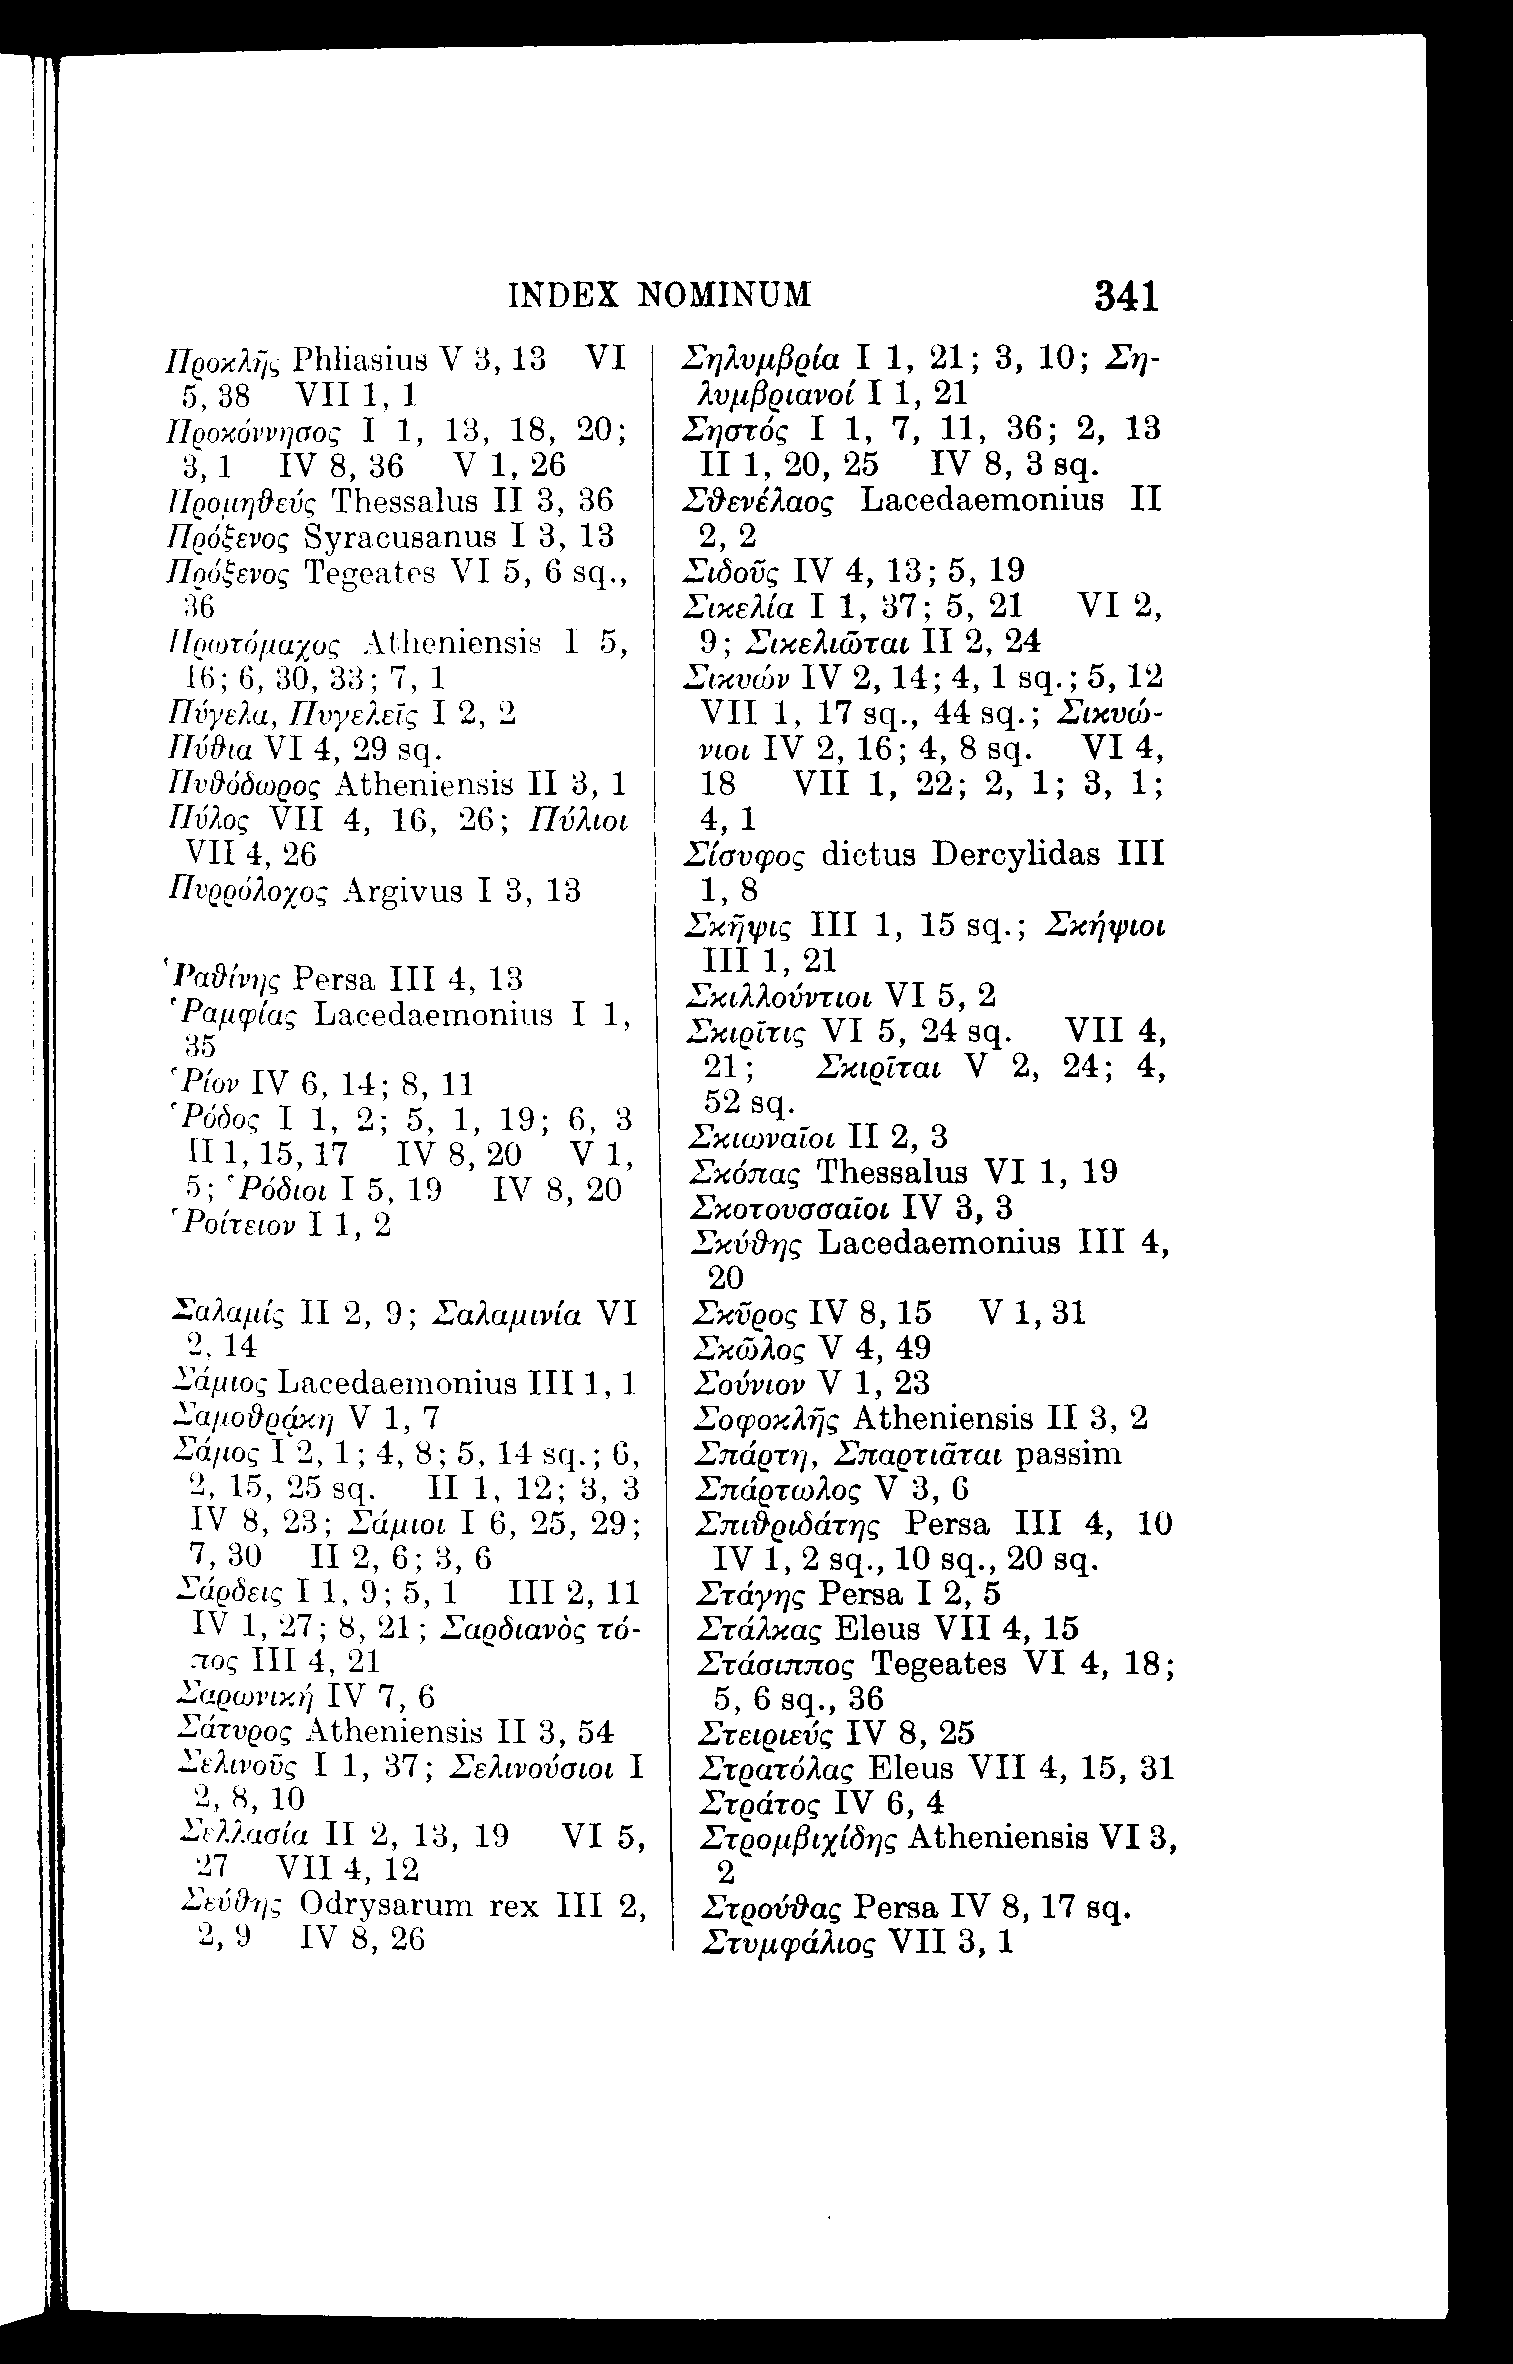 INDEX NOMINUM 341
Προκλῆς Phliasius V 3, 13 VI
5, 38 VII 1, 1
Προκόννησος I 1, 13, 18, 20;
3, 1 IV 8, 36 V 1, 26
Προμηθεύς Thessalus II 3, 36
Πρόξενος Syracusanus I 3, 13
Πρόξενος Tegeates VI 5, 6 sq.,
36
Πρωτόμαχος Atheniensis I 5,
16; 6, 30, 33; 7, 1
Πύγελα, Πυγελεῖς I 2, 2
Πύθια VI 4, 29 sq.
Πυθόδωρος Atheniensis II 3, 1
Πύλος VII 4, 16, 26; Πύλιοι
VII 4, 26
Πυρρόλοχος Argivus I 3, 13
Ῥαθίνης Persa III 4, 13
Ῥαμφίας Lacedaemonius I 1,
35
Ῥίον IV 6, 14; 8, 11
Ῥόδος I 1, 2; 5, 1, 19; 6, 3
II 1, 15, 17 IV 8, 20 V 1,
5; Ῥόδιοι I 5, 19 IV 8, 20
Ῥοίτειον I 1, 2
Σαλαμίς II 2, 9; Σαλαμινία VI
2, 14
Σάμιος Lacedaemonius III 1, 1
Σαμοθρᾴκη V 1, 7
Σάμος I 2, 1; 4, 8; 5, 14 sq.; 6,
2, 15, 25 sq. II 1, 12; 3, 3
IV 8, 23; Σάμιοι I 6, 25, 29;
7, 30 II 2, 6; 3, 6
Σάρδεις I 1, 9; 5, 1 III 2, 11
IV 1, 27; 8, 21; Σαρδιανὸς τό-
πος III 4, 21
Σαρωνική IV 7, 6
Σάτυρος Atheniensis II 3, 54
Σελινοῦς I 1, 37; Σελινούσιοι I
2, 8, 10
Σελλασία II 2, 13, 19 VI 5,
27 VII 4, 12
Σεύθης Odrysarum rex III 2,
2, 9 IV 8, 26
Σηλυμβρία I 1, 21; 3, 10; Ση-
λυμβριανοί I 1, 21
Σηστός I 1, 7, 11, 36; 2, 13
II 1, 20, 25 IV 8, 3 sq.
Σθενέλαος Lacedaemonius II
2, 2
Σιδοῦς IV 4, 13; 5, 19
Σικελία I 1, 37; 5, 21 VI 2,
9; Σικελιῶται II 2, 24
Σικυών IV 2, 14; 4, 1 sq.; 5, 12
VII 1, 17 sq., 44 sq.; Σικυώ-
νιοι IV 2, 16; 4, 8 sq. VI 4,
18 VII 1, 22; 2, 1; 3, 1;
4, 1
Σίσυφος dictus Dercylidas III
1, 8
Σκῆψις III 1, 15 sq.; Σκήψιοι
III 1, 21
Σκιλλούντιοι VI 5, 2
Σκιρῖτις VI 5, 24 sq. VII 4,
21; Σκιρῖται V 2, 24; 4,
52 sq.
Σκιωναῖοι II 2, 3
Σκόπας Thessalus VI 1, 19
Σκοτουσσαῖοι IV 3, 3
Σκύθης Lacedaemonius III 4,
20
Σκῦρος IV 8, 15 V 1, 31
Σκῶλος V 4, 49
Σούνιον V 1, 23
Σοφοκλῆς Atheniensis II 3, 2
Σπάρτη, Σπαρτιᾶται passim
Σπάρτωλος V 3, 6
Σπιθριδάτης Persa III 4, 10
IV 1, 2 sq., 10 sq., 20 sq.
Στάγης Persa I 2, 5
Στάλκας Eleus VII 4, 15
Στάσιππος Tegeates VI 4, 18;
5, 6 sq., 36
Στειριεύς IV 8, 25
Στρατόλας Eleus VII 4, 15, 31
Στράτος IV 6, 4
Στρομβιχίδης Atheniensis VI 3,
2
Στρούθας Persa IV 8, 17 sq.
Στυμφάλιος VII 3, 1